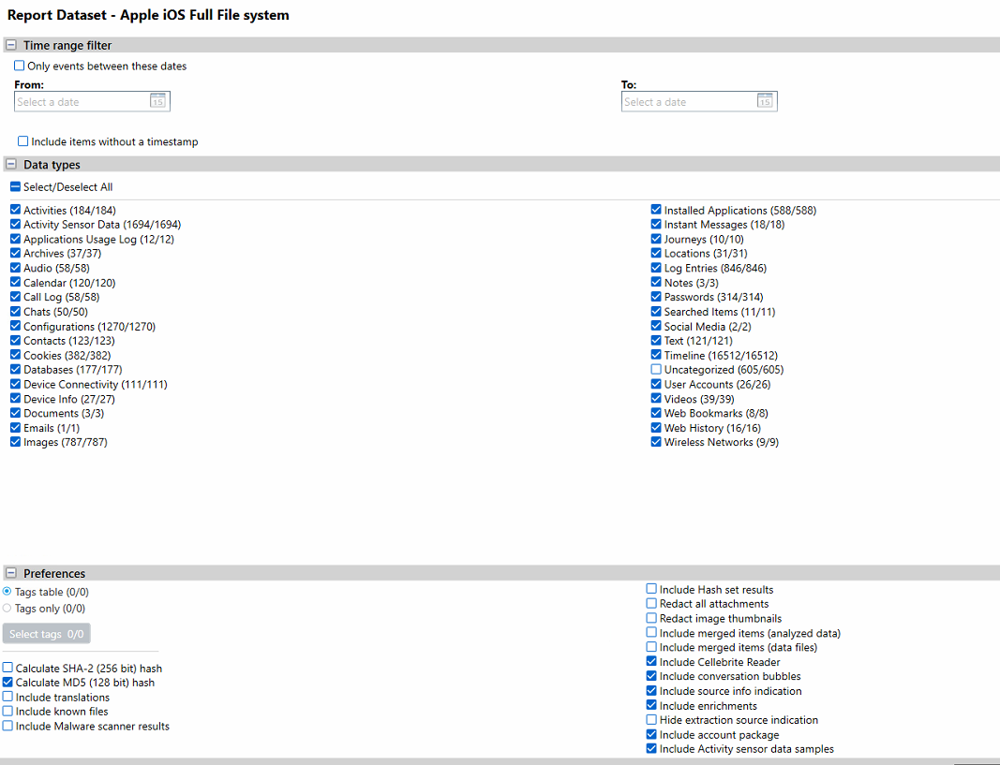 Report Dataset - Apple iOS Full File system
Time range filter
Only events between these dates
From:
To:
Select a date 15
Select a date 15
Include items without a timestamp
Data types
Select/Deselect All
Activities (184/184)
Activity Sensor Data (1694/1694)
Applications Usage Log (12/12)
Archives (37/37)
Audio (58/58)
Calendar (120/120)
Call Log (58/58)
Chats (50/50)
Configurations (1270/1270)
Contacts (123/123)
Cookies (382/382)
Databases (177/177)
Device Connectivity (111/111)
Device Info (27/27)
Documents (3/3)
Emails (1/1)
Images (787/787)
Installed Applications (588/588)
Instant Messages (18/18)
Journeys (10/10)
Locations (31/31)
Log Entries (846/846)
Notes (3/3)
Passwords (314/314)
Searched Items (11/11)
Social Media (2/2)
Text (121/121)
Timeline (16512/16512)
Uncategorized (605/605)
User Accounts (26/26)
Videos (39/39)
Web Bookmarks (8/8)
Web History (16/16)
Wireless Networks (9/9)
Preferences
Tags table (0/0)
Tags only (0/0)
Select tags 0/0
Calculate SHA-2 (256 bit) hash
Calculate MD5 (128 bit) hash
Include translations
Include known files
Include Malware scanner results
Include Hash set results
Redact all attachments
Redact image thumbnails
Include merged items (analyzed data)
Include merged items (data files)
Include Cellebrite Reader
Include conversation bubbles
Include source info indication
Include enrichments
Hide extraction source indication
Include account package
Include Activity sensor data samples